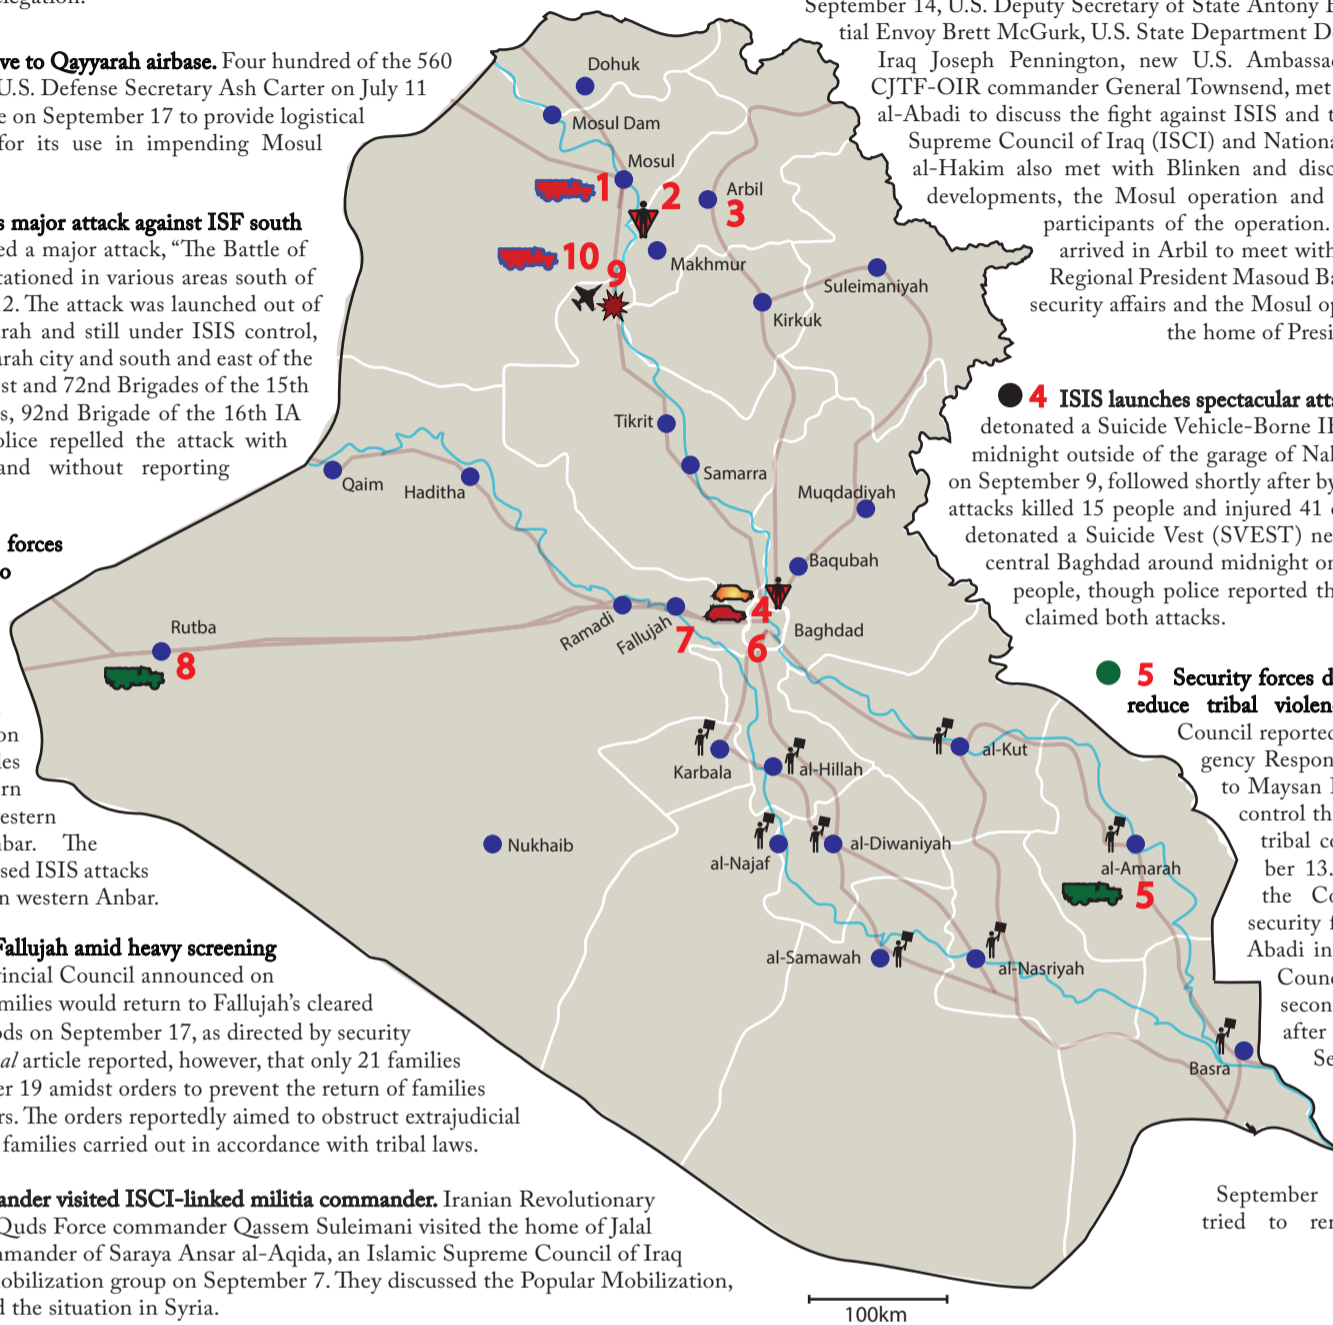 elegation.
ve to Qayyarah airbase. Four hundred of the 560
U.S. Defense Secretary Ash Carter on July 11
e on September 17 to provide logistical
for its use in impending Mosul
s major attack against ISF south
ed a major attack, “The Battle of
tationed in various areas south of
12. The attack was launched out of
rah and still under ISIS control,
urah city and south and east of the
st and 72nd Brigades of the 15th
s, 92nd Brigade of the 16th IA
olice repelled the attack with
and without reporting
forces
o
on
les
rn
estern
bar. The
sed ISIS attacks
n western Anbar.
Fallujah amid heavy screening
vincial Council announced on
milies would return to Fallujah’s cleared
ods on September 17, as directed by security
al article reported, however, that only 21 families
er 19 amidst orders to prevent the return of families
rs. The orders reportedly aimed to obstruct extrajudicial
families carried out in accordance with tribal laws.
ander visited ISCI-linked militia commander. Iranian Revolutionary
Quds Force commander Qassem Suleimani visited the home of Jalal
mmander of Saraya Ansar al-Aqida, an Islamic Supreme Council of Iraq
obilization group on September 7. They discussed the Popular Mobilization,
d the situation in Syria.
Dohuk
Mosul Dam
Mosul
1
2
Arbil
3
10
9
Makhmur
Suleimaniyah
Kirkuk
Tikrit
Samarra
Qaim
Haditha
Muqdadiyah
Baqubah
4
Baghdad
Ramadi
Fallujah
7
6
Rutba
8
Karbala
al-Hillah
al-Kut
Nukhaib
al-Najaf
al-Diwaniyah
al-Amarah
5
al-Samawah
al-Nasriyah
Basra
100km
September 14, U.S. Deputy Secretary of State Antony B
tial Envoy Brett McGurk, U.S. State Department De
Iraq Joseph Pennington, new U.S. Ambassad
CJTF-OIR commander General Townsend, met
al-Abadi to discuss the fight against ISIS and t
Supreme Council of Iraq (ISCI) and Nationa
al-Hakim also met with Blinken and disc
developments, the Mosul operation and
participants of the operation.
arrived in Arbil to meet with
Regional President Masoud Ba
security affairs and the Mosul op
the home of Presi
4 ISIS launches spectacular atta
detonated a Suicide Vehicle-Borne IE
midnight outside of the garage of Nak
on September 9, followed shortly after by
attacks killed 15 people and injured 41 o
detonated a Suicide Vest (SVEST) ne
central Baghdad around midnight on
people, though police reported th
claimed both attacks.
5 Security forces d
reduce tribal violen
Council reported
gency Respon
to Maysan P
control th
tribal co
ber 13.
the Co
security f
Abadi in
Counc
secon
after
Se
September
tried to rem